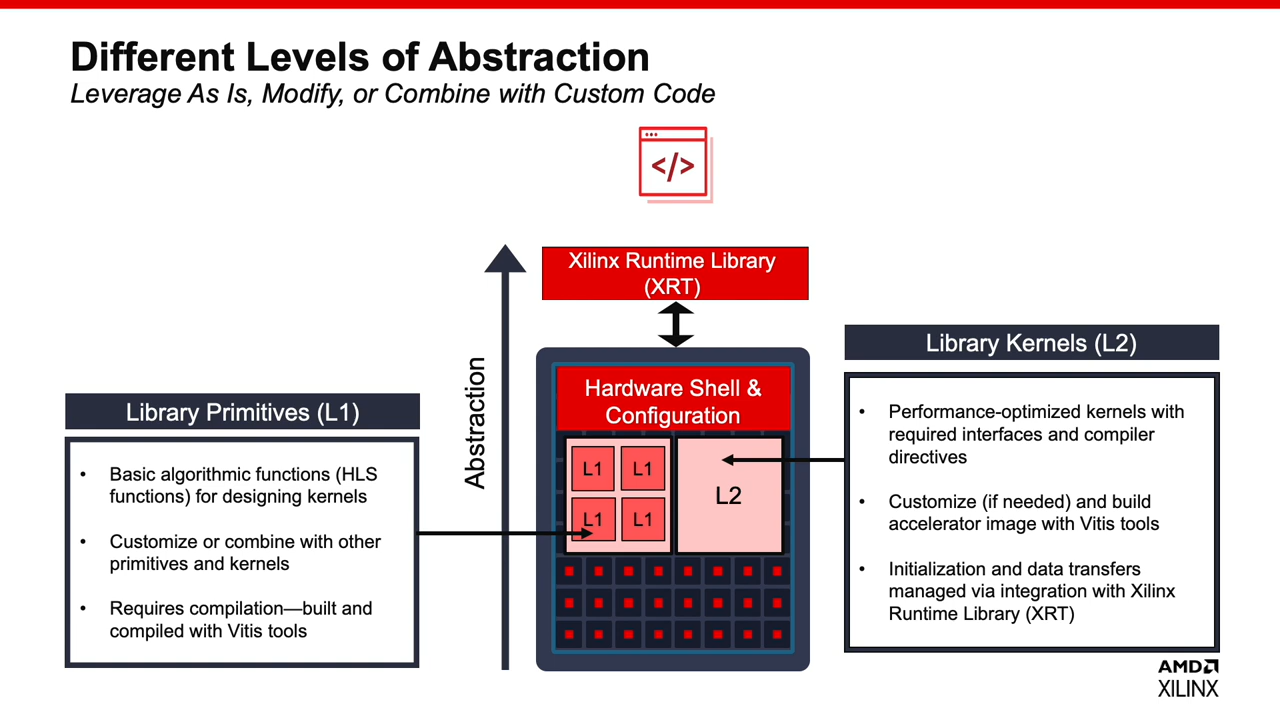 Different Levels of Abstraction
Leverage As Is, Modify, or Combine with Custom Code
</>
Xilinx Runtime Library
(XRT)
Abstraction
Hardware Shell &
Configuration
L1
L1
L1
L1
L2
Library Primitives (L1)
• Basic algorithmic functions (HLS
functions) for designing kernels
• Customize or combine with other
primitives and kernels
• Requires compilation—built and
compiled with Vitis tools
Library Kernels (L2)
• Performance-optimized kernels with
required interfaces and compiler
directives
• Customize (if needed) and build
accelerator image with Vitis tools
• Initialization and data transfers
managed via integration with Xilinx
Runtime Library (XRT)
AMD
XILINX